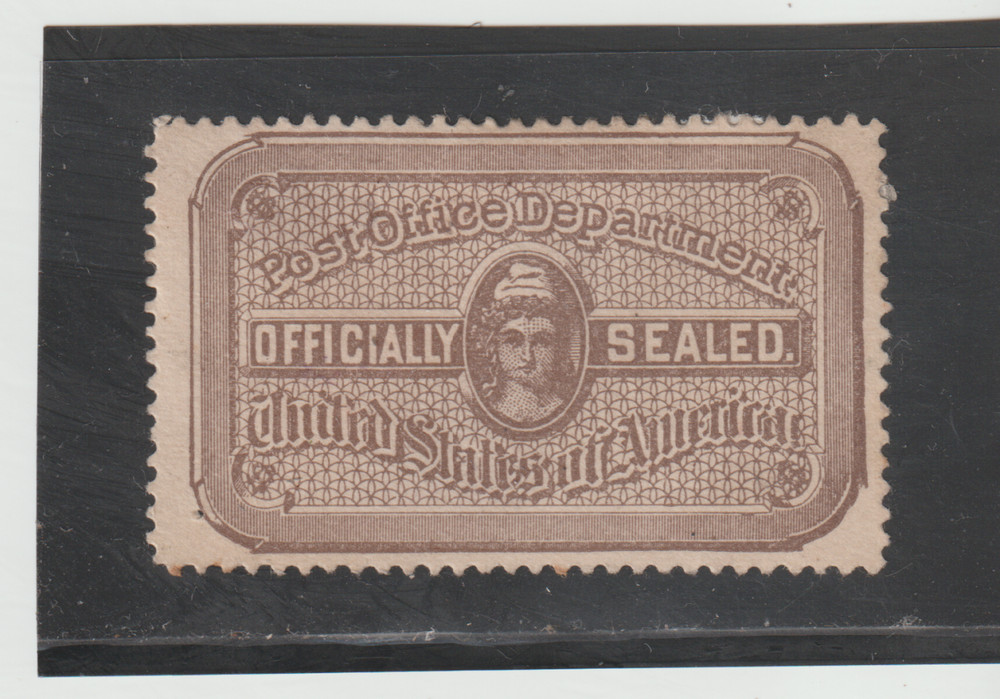 Post Office Department.
OFFICIALLY SEALED.
United States of America.